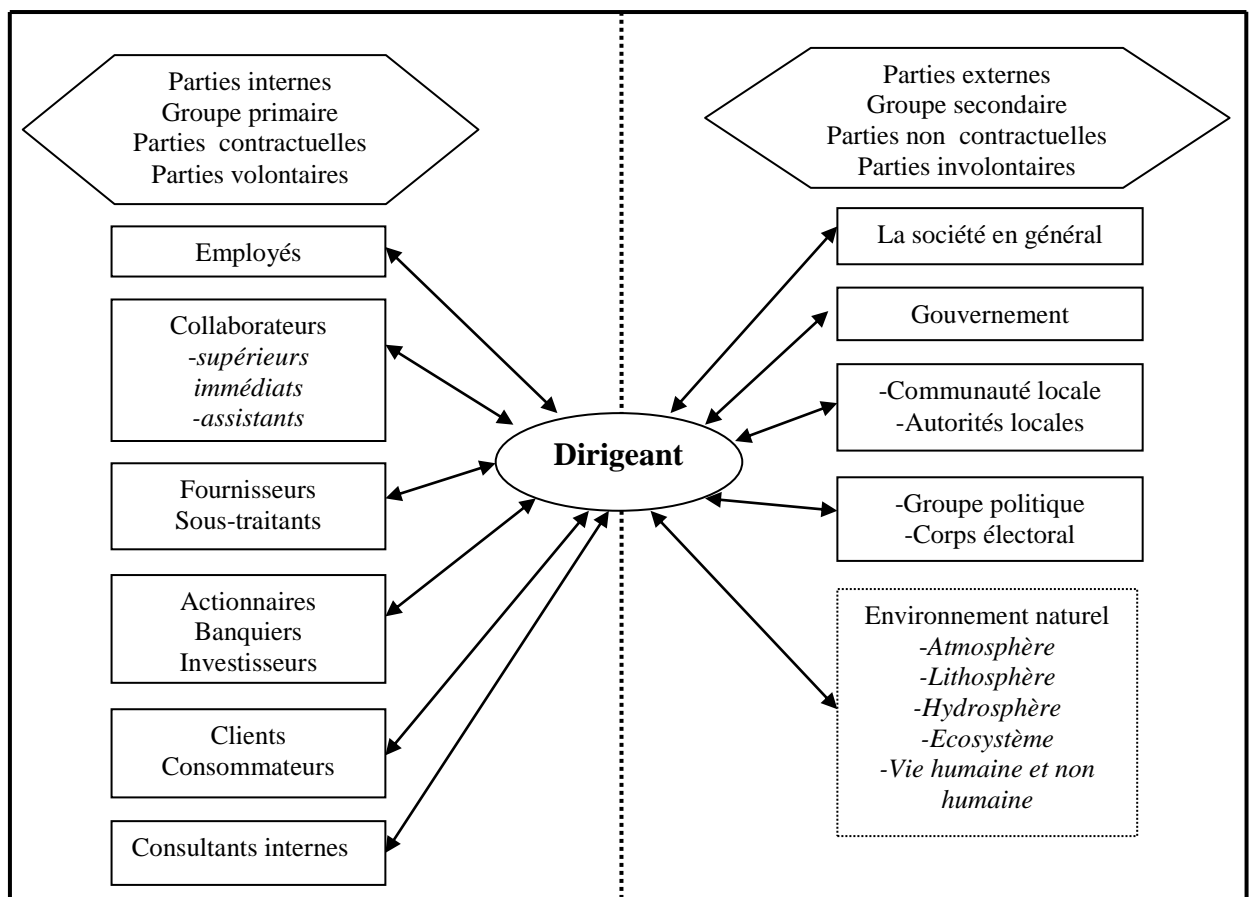 Parties internes
Groupe primaire
Parties contractuelles
Parties volontaires
Employés
Collaborateurs
-supérieurs
immédiats
-assistants
Fournisseurs
Sous-traitants
Actionnaires
Banquiers
Investisseurs
Clients
Consommateurs
Consultants internes
Dirigeant
Parties externes
Groupe secondaire
Parties non contractuelles
Parties involontaires
La société en général
Gouvernement
-Communauté locale
-Autorités locales
-Groupe politique
-Corps électoral
Environnement naturel
-Atmosphère
-Lithosphère
-Hydrosphère
-Ecosystème
-Vie humaine et non
humaine